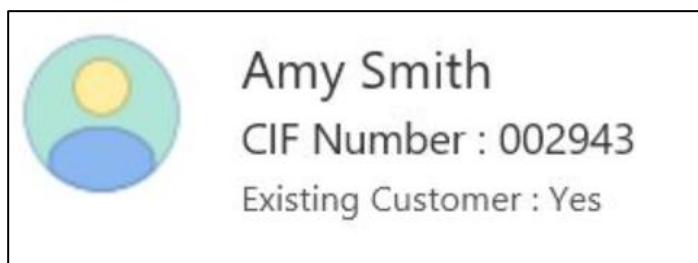 Amy Smith
CIF Number : 002943
Existing Customer : Yes